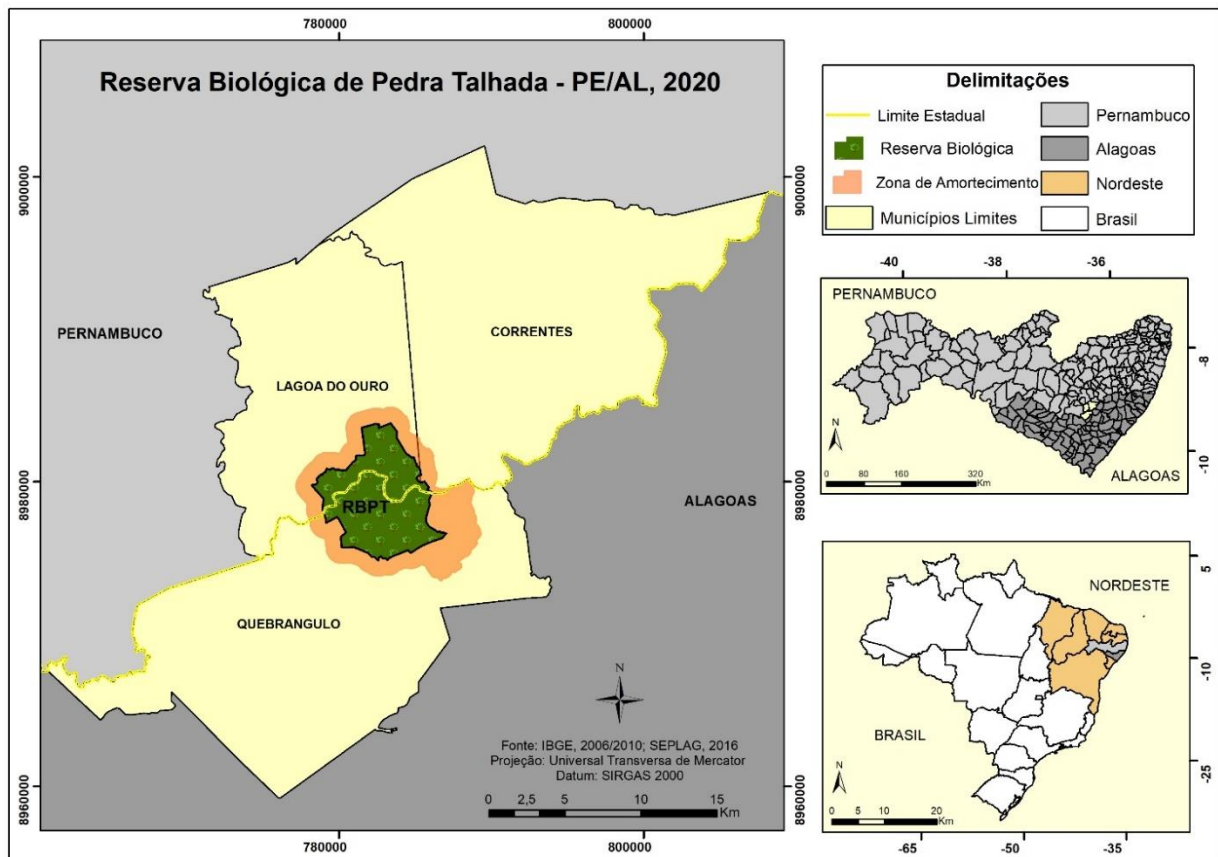 780000
800000
Reserva Biológica de Pedra Talhada - PE/AL, 2020
9000000
9000000
PERNAMBUCO
CORRENTES
LAGOA DO OURO
8980000
8980000
RBPT
ALAGOAS
QUEBRANGULO
N
Fonte: IBGE, 2006/2010; SEPLAG, 2016
Projeção: Universal Transversa de Mercator
Datum: SIRGAS 2000
0 2,5 5 10 15
Km
8960000
8960000
780000
800000
Delimitações
Limite Estadual
Pernambuco
Reserva Biológica
Alagoas
Zona de Amortecimento
Nordeste
Municípios Limites
Brasil
-40 -38 -36
PERNAMBUCO
-8
N
-10
0 40 80 160 320
Km
ALAGOAS
5
NORDESTE
-10
BRASIL
-25
N
0 5 10 20
Km
-65 -50 -35